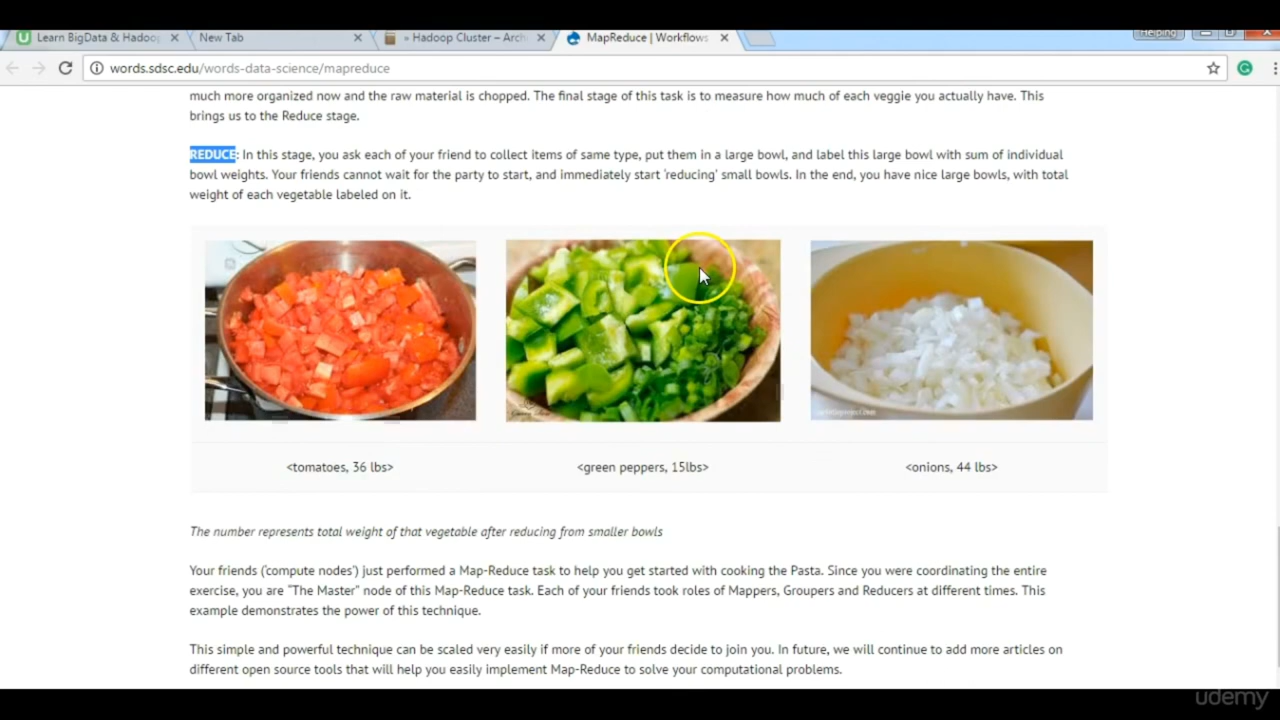 Learn BigData & Hadoo
New Tab
» Hadoop Cluster – Arch
MapReduce | Workflows
Helping
words.sdsc.edu/words-data-science/mapreduce
much more organized now and the raw material is chopped. The final stage of this task is to measure how much of each veggie you actually have. This
brings us to the Reduce stage.
REDUCE: In this stage, you ask each of your friend to collect items of same type, put them in a large bowl, and label this large bowl with sum of individual
bowl weights. Your friends cannot wait for the party to start, and immediately start 'reducing' small bowls. In the end, you have nice large bowls, with total
weight of each vegetable labeled on it.
<tomatoes, 36 lbs>
<green peppers, 15lbs>
<onions, 44 lbs>
The number represents total weight of that vegetable after reducing from smaller bowls
Your friends ('compute nodes') just performed a Map-Reduce task to help you get started with cooking the Pasta. Since you were coordinating the entire
exercise, you are "The Master" node of this Map-Reduce task. Each of your friends took roles of Mappers, Groupers and Reducers at different times. This
example demonstrates the power of this technique.
This simple and powerful technique can be scaled very easily if more of your friends decide to join you. In future, we will continue to add more articles on
different open source tools that will help you easily implement Map-Reduce to solve your computational problems.
udemy